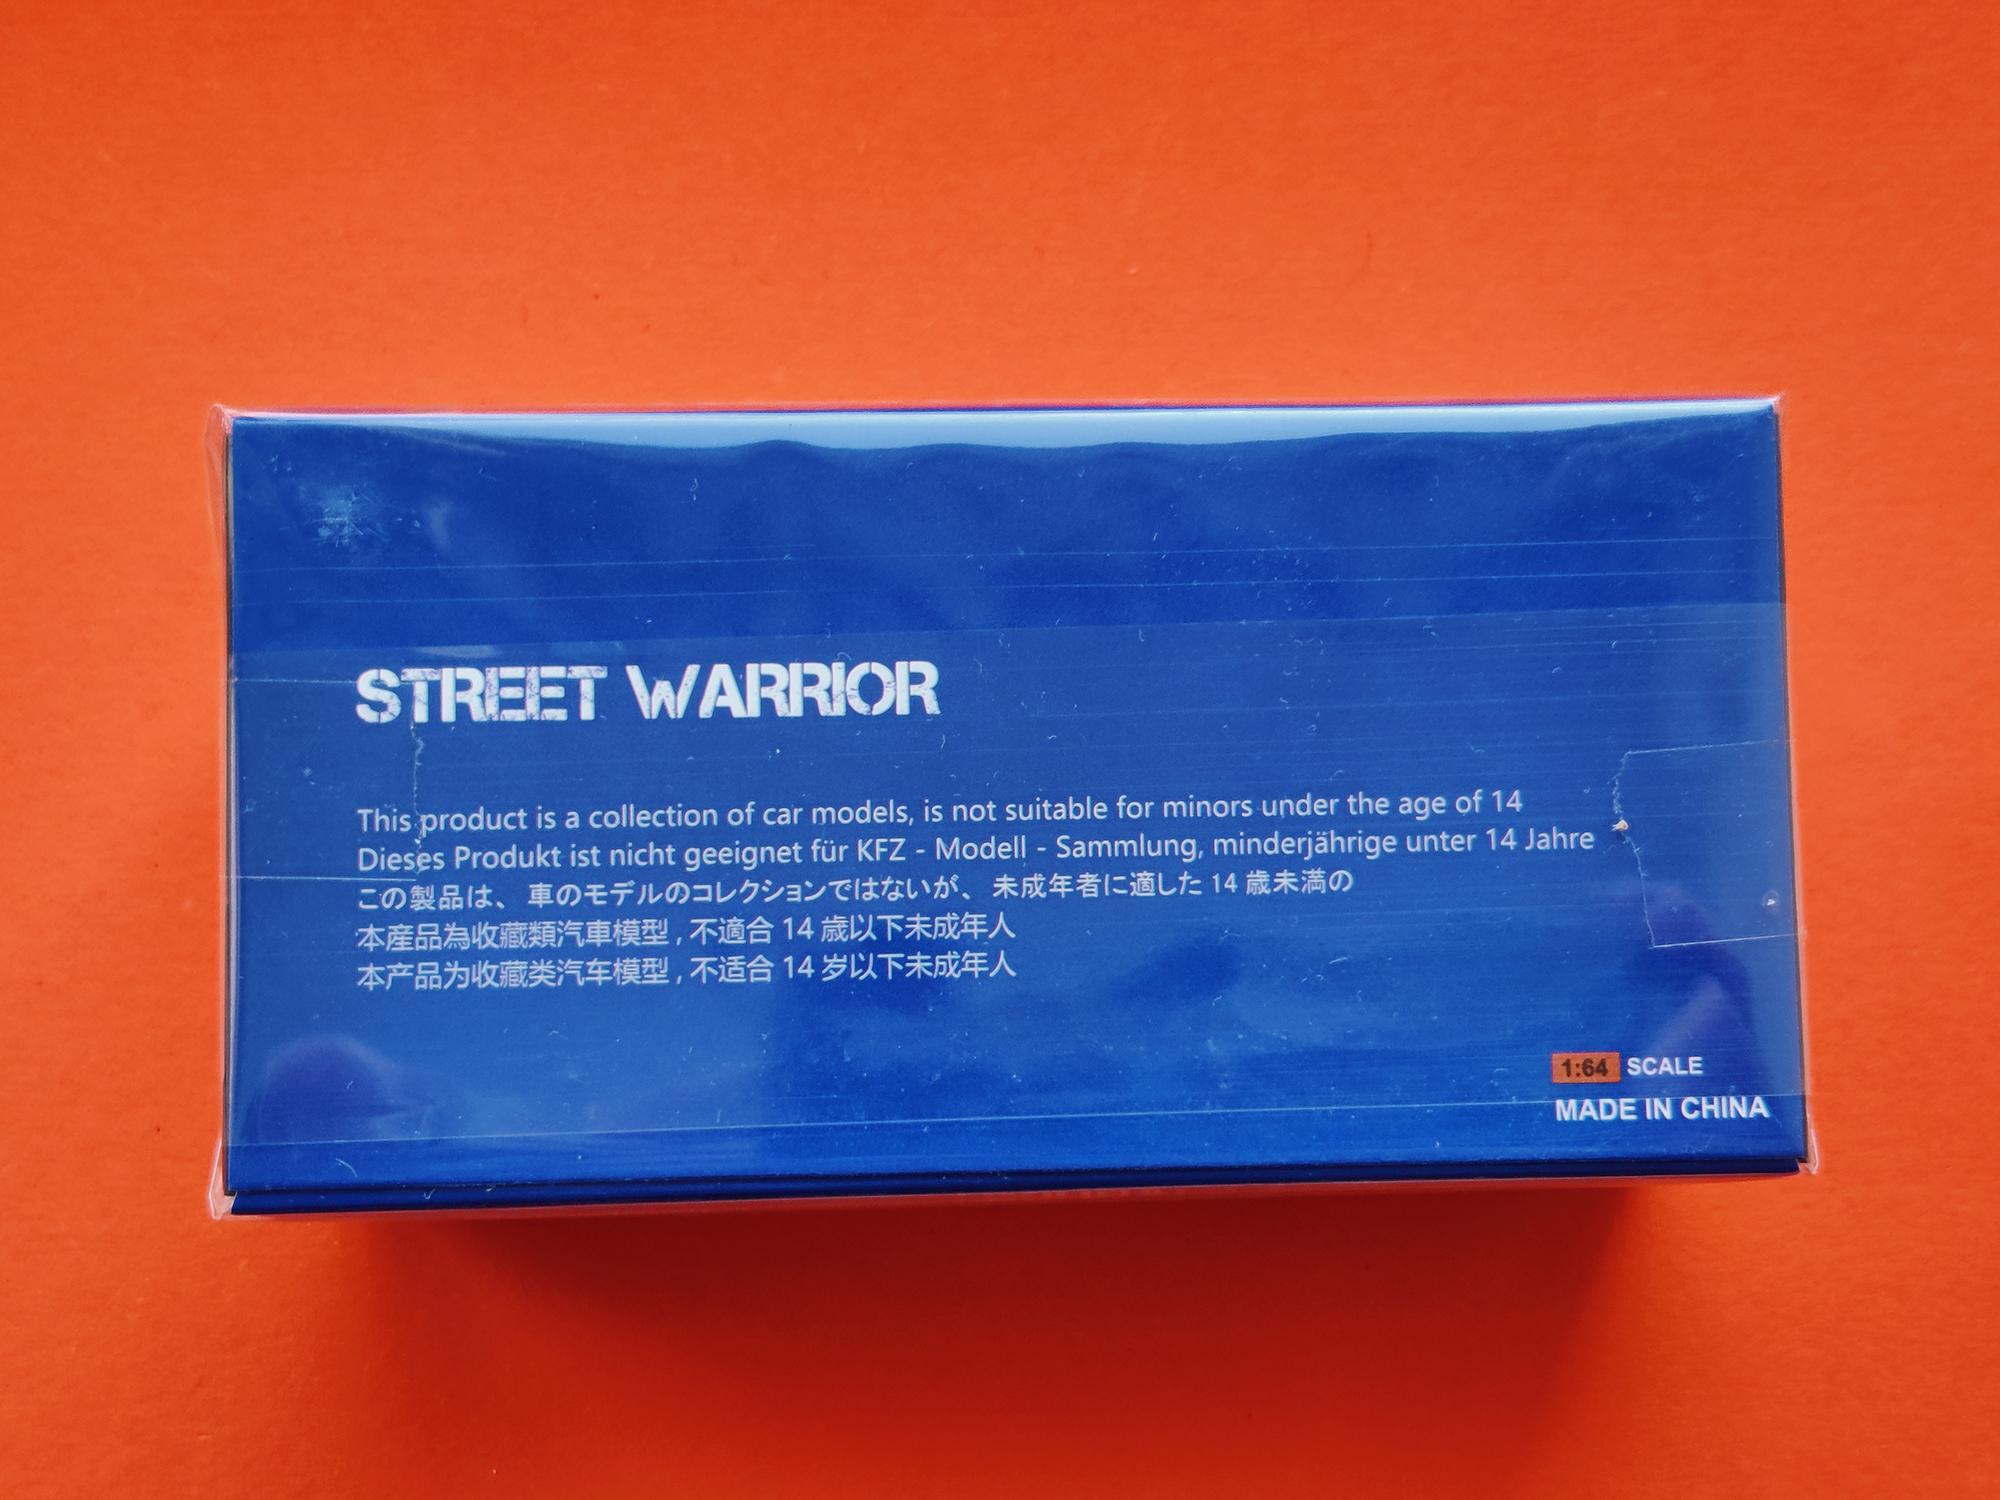 STREET WARRIOR
This product is a collection of car models, is not suitable for minors under the age of 14
Dieses Produkt ist nicht geeignet für KFZ - Modell - Sammlung, minderjährige unter 14 Jahre
この製品は、 車のモデルのコレクションではないが、 未成年者に適した 14 歳未満の
本産品為收藏類汽車模型 , 不適合 14 歲以下未成年人
本产品为收藏类汽车模型 , 不适合 14 岁以下未成年人
1:64 SCALE
MADE IN CHINA